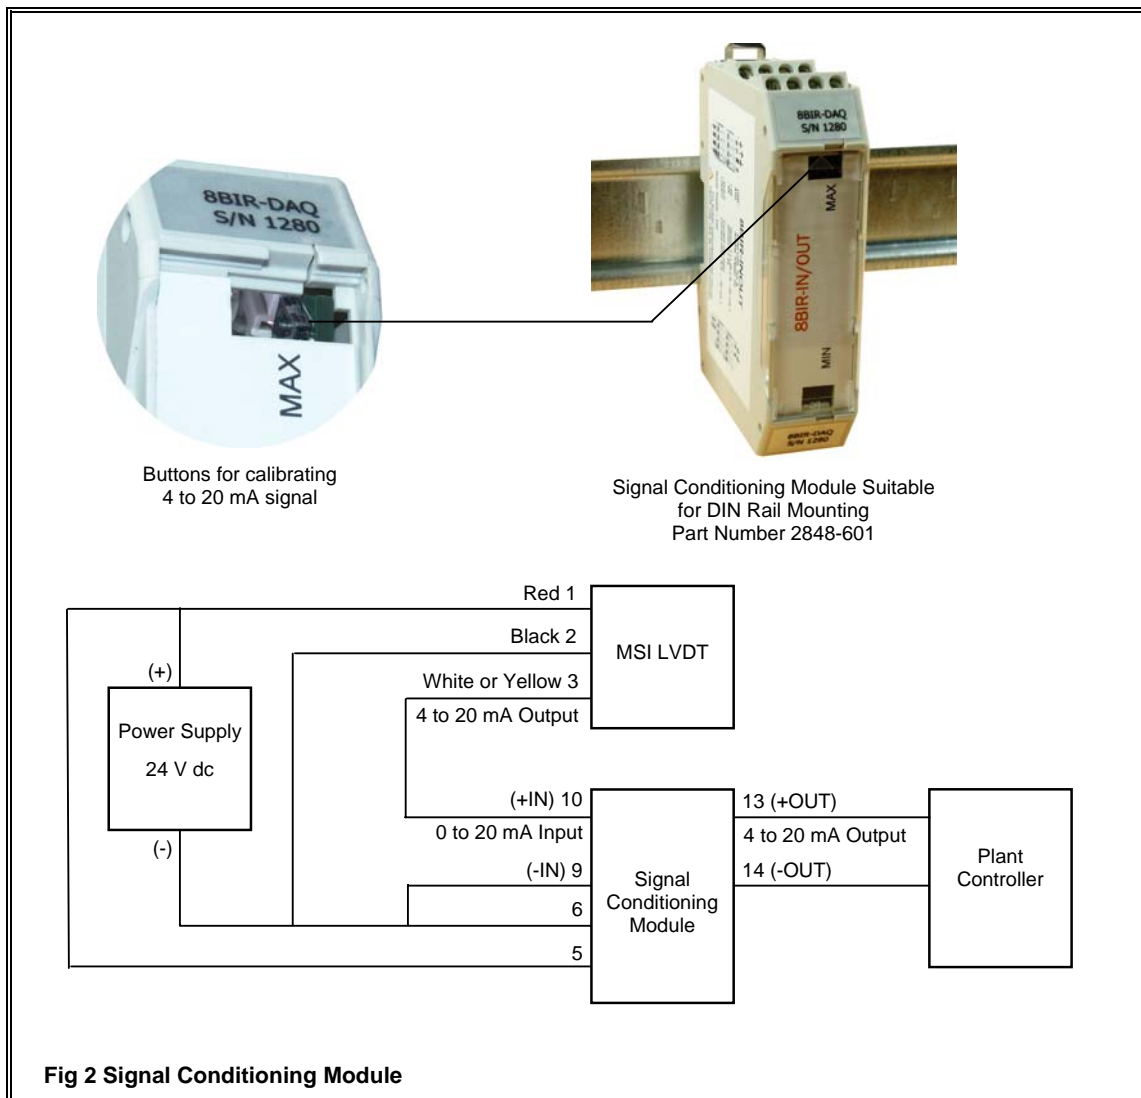 8BIR-DAQ
S/N 1280
MAX
Buttons for calibrating
4 to 20 mA signal
8BIR-DAQ
S/N 1280
MAX
8BIR-IN/OUT
MIN
8BIR-DAQ
S/N 1280
8BIR-IN/OUT
Signal Conditioning Module Suitable
for DIN Rail Mounting
Part Number 2848-601
Red 1
Black 2
White or Yellow 3
4 to 20 mA Output
MSI LVDT
(+)
Power Supply
24 V dc
(-)
(+IN) 10
0 to 20 mA Input
(-IN) 9
6
5
Signal
Conditioning
Module
13 (+OUT)
4 to 20 mA Output
14 (-OUT)
Plant
Controller
Fig 2 Signal Conditioning Module